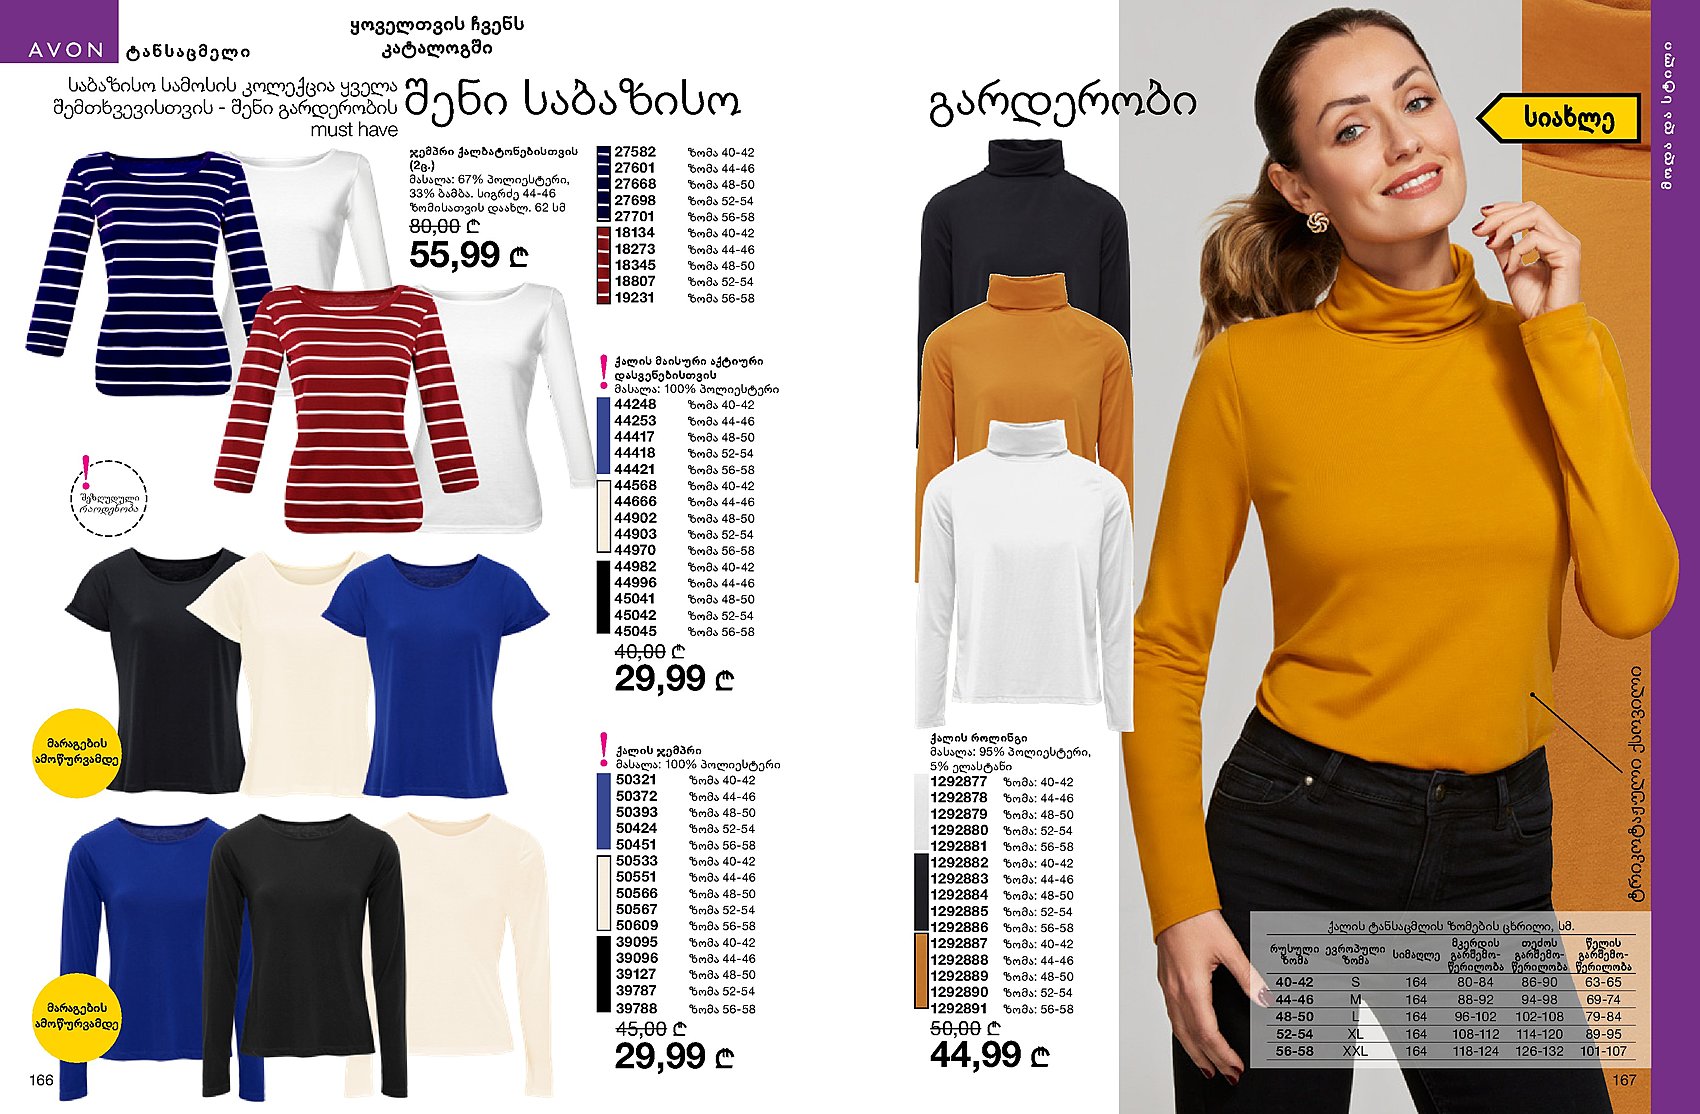 AVON
ტანსაცმელი
ყოველთვის ჩვენს
კატალოგში
საბაზისო სამოსის კოლექცია ყველა
შემთხვევისთვის - შენი გარდერობის
must have
შენი საბაზისო
ჯემპრი ქალბატონებისთვის
(2ც.)
მასალა: 67% პოლიესტერი,
33% ბამბა. სიგრძე 44-46
ზომისათვის დაახლ. 62 სმ
80,00 ₾
55,99 ₾
27582 ზომა 40-42
27601 ზომა 44-46
27668 ზომა 48-50
27698 ზომა 52-54
27701 ზომა 56-58
18134 ზომა 40-42
18273 ზომა 44-46
18345 ზომა 48-50
18807 ზომა 52-54
19231 ზომა 56-58
! ქალის მაისური აქტიური
დასვენებისთვის
მასალა: 100% პოლიესტერი
44248 ზომა 40-42
44253 ზომა 44-46
44417 ზომა 48-50
44418 ზომა 52-54
44421 ზომა 56-58
44568 ზომა 40-42
44666 ზომა 44-46
44902 ზომა 48-50
44903 ზომა 52-54
44970 ზომა 56-58
44982 ზომა 40-42
44996 ზომა 44-46
45041 ზომა 48-50
45042 ზომა 52-54
45045 ზომა 56-58
40,00 ₾
29,99 ₾
!
შეზღუდული
რაოდენობა
მარაგების
ამოწურვამდე
! ქალის ჯემპრი
მასალა: 100% პოლიესტერი
50321 ზომა 40-42
50372 ზომა 44-46
50393 ზომა 48-50
50424 ზომა 52-54
50451 ზომა 56-58
50533 ზომა 40-42
50551 ზომა 44-46
50566 ზომა 48-50
50567 ზომა 52-54
50609 ზომა 56-58
39095 ზომა 40-42
39096 ზომა 44-46
39127 ზომა 48-50
39787 ზომა 52-54
39788 ზომა 56-58
45,00 ₾
29,99 ₾
მარაგების
ამოწურვამდე
166
გარდერობი
სიახლე
მოდა და სტილი
ქალის როლინგი
მასალა: 95% პოლიესტერი,
5% ელასტანი
1292877 ზომა: 40-42
1292878 ზომა: 44-46
1292879 ზომა: 48-50
1292880 ზომა: 52-54
1292881 ზომა: 56-58
1292882 ზომა: 40-42
1292883 ზომა: 44-46
1292884 ზომა: 48-50
1292885 ზომა: 52-54
1292886 ზომა: 56-58
1292887 ზომა: 40-42
1292888 ზომა: 44-46
1292889 ზომა: 48-50
1292890 ზომა: 52-54
1292891 ზომა: 56-58
50,00 ₾
44,99 ₾
ტრიკოტაჟული ქსოვილი
ქალის ტანსაცმლის ზომების ცხრილი, სმ.
რუსული ზომა ევროპული ზომა სიმაღლე მკერდის გარშემო-წერილობა თეძოს გარშემო-წერილობა წელის გარშემო-წერილობა
40-42 S 164 80-84 86-90 63-65
44-46 M 164 88-92 94-98 69-74
48-50 L 164 96-102 102-108 79-84
52-54 XL 164 108-112 114-120 89-95
56-58 XXL 164 118-124 126-132 101-107
167